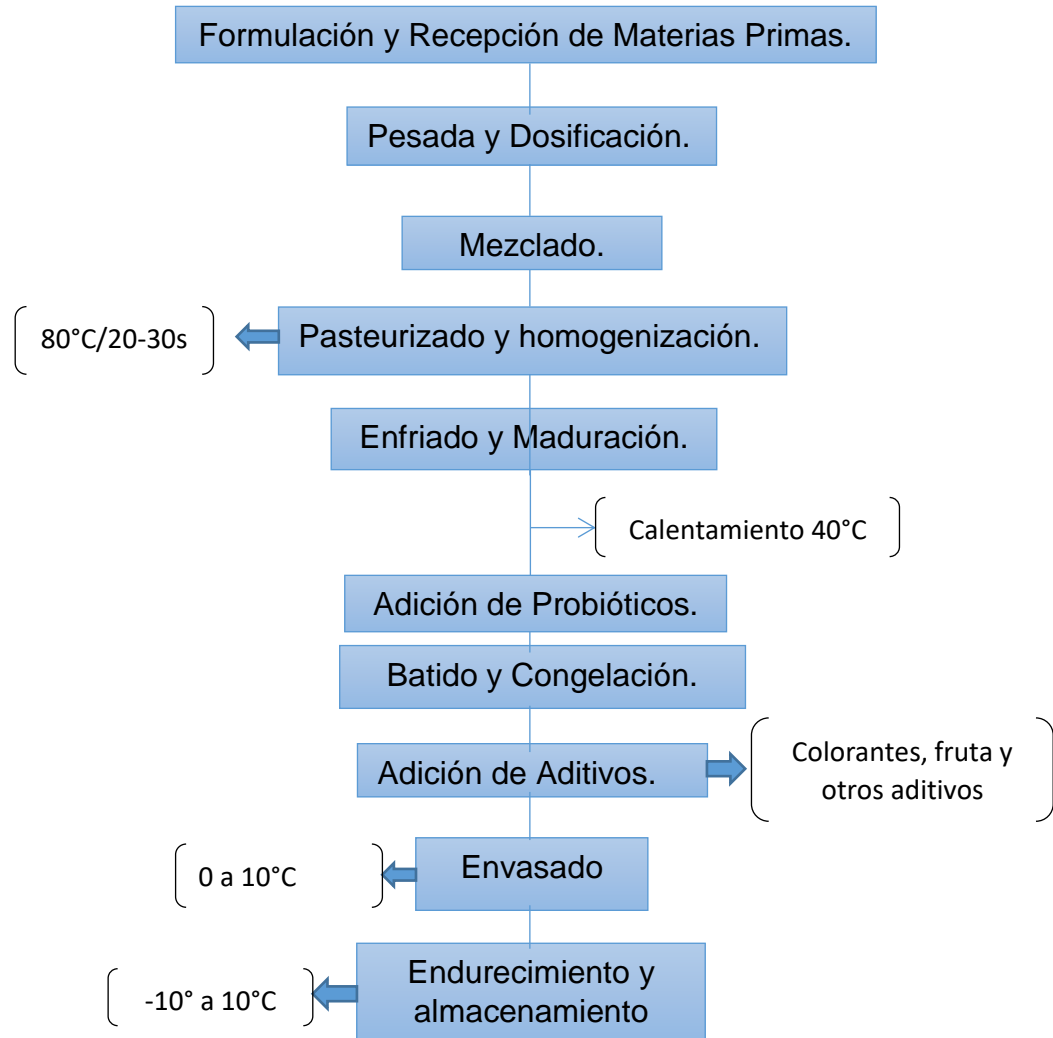 Formulación y Recepción de Materias Primas.
Pesada y Dosificación.
Mezclado.
80°C/20-30s
Pasteurizado y homogenización.
Enfriado y Maduración.
Calentamiento 40°C
Adición de Probióticos.
Batido y Congelación.
Adición de Aditivos.
Colorantes, fruta y
otros aditivos
Envasado
0 a 10°C
Endurecimiento y
almacenamiento
-10° a 10°C